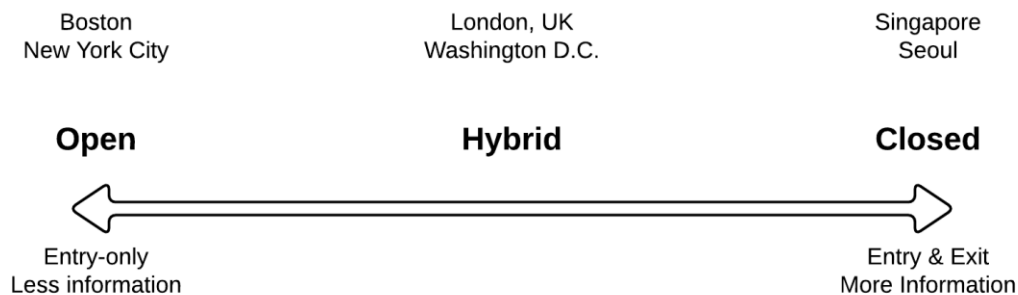 Boston
New York City
London, UK
Washington D.C.
Singapore
Seoul
Open
Hybrid
Closed
Entry-only
Less information
Entry & Exit
More Information